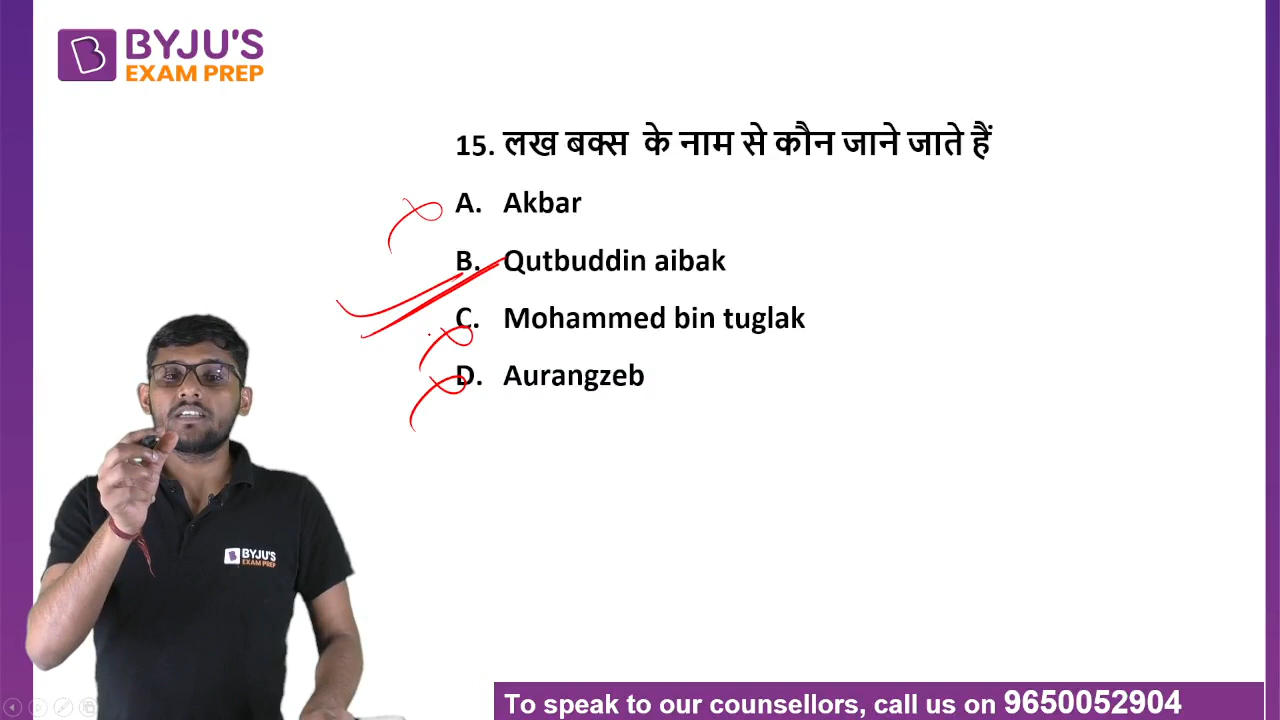 BYJU'S
EXAM PREP
15. लख बक्स के नाम से कौन जाने जाते हैं
A. Akbar
B. Qutbuddin aibak
C. Mohammed bin tuglak
D. Aurangzeb
BYJU'S
EXAM PREP
To speak to our counsellors, call us on 9650052904